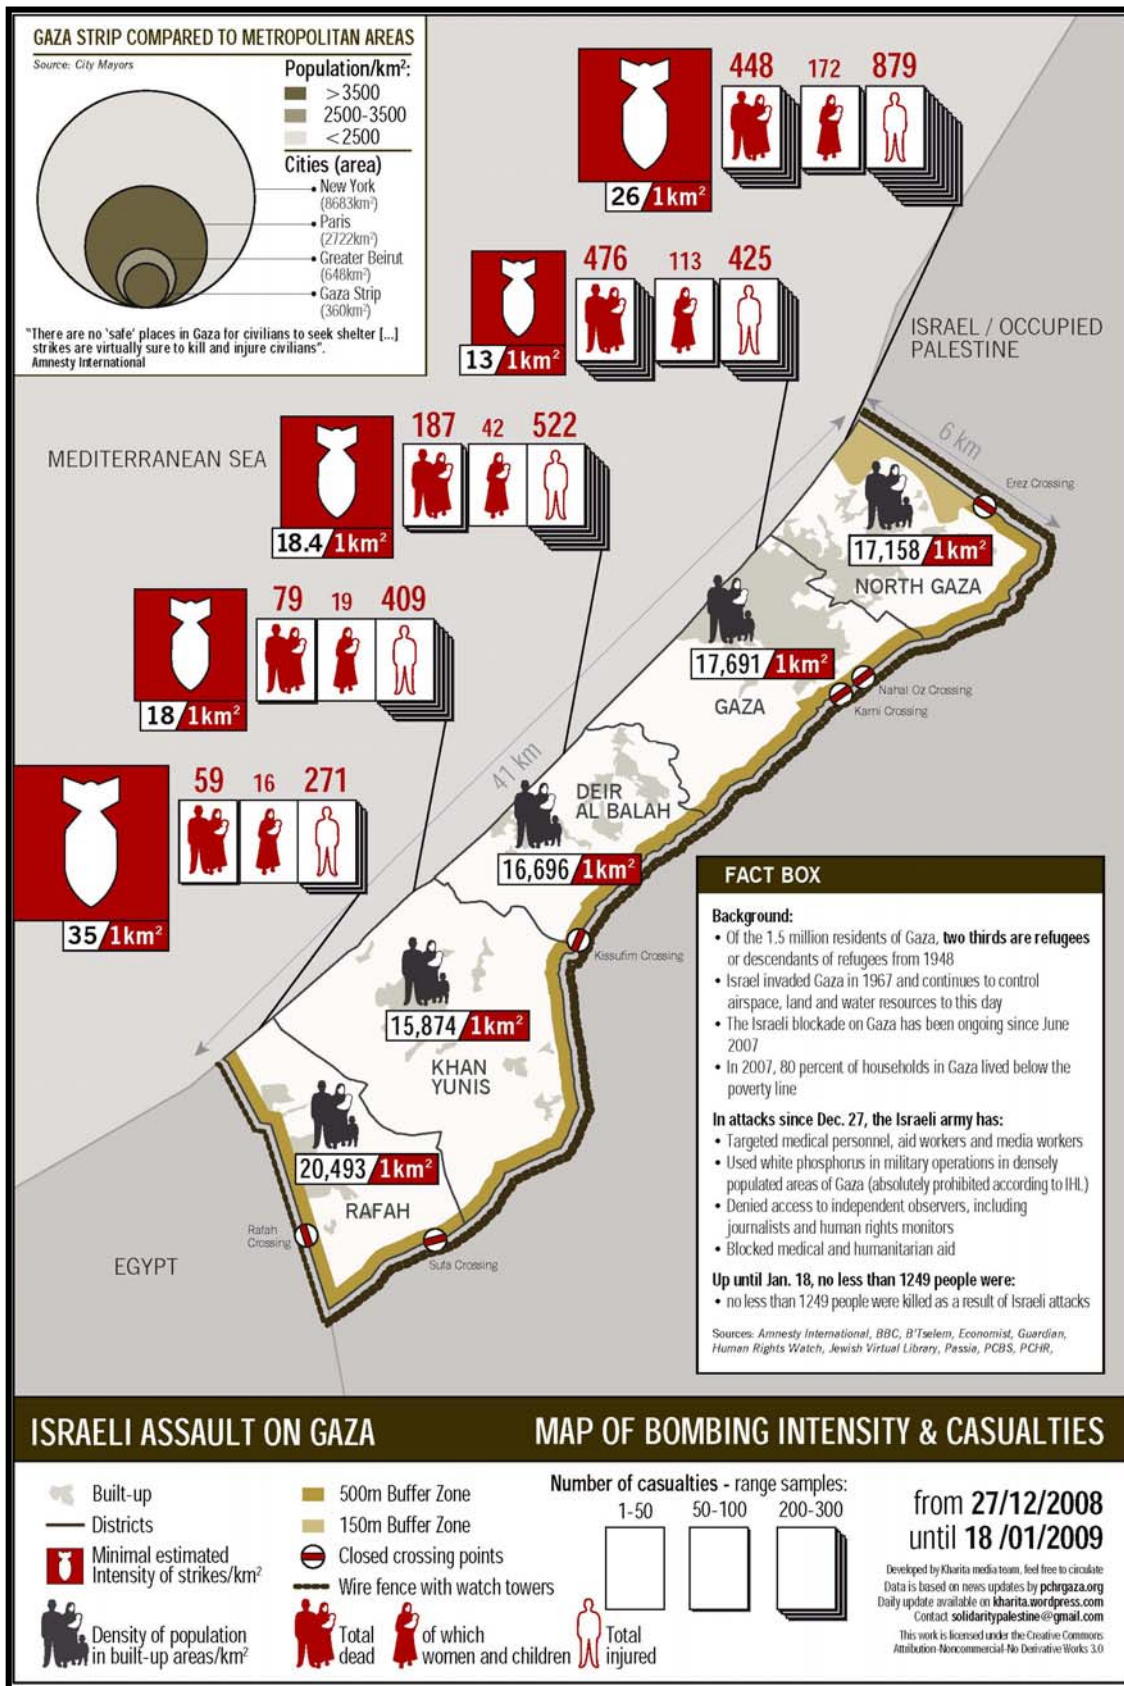 GAZA STRIP COMPARED TO METROPOLITAN AREAS
Source: City Mayors
Population/km²:
>3500
2500-3500
<2500
Cities (area)
New York
(8683km²)
Paris
(2722km²)
Greater Beirut
(648km²)
Gaza Strip
(360km²)
"There are no 'safe' places in Gaza for civilians to seek shelter [...]
strikes are virtually sure to kill and injure civilians".
Amnesty International
448 172 879
26/1km²
476 113 425
13/1km²
ISRAEL / OCCUPIED
PALESTINE
187 42 522
18.4/1km²
MEDITERRANEAN SEA
6 km
Erez Crossing
17,158/1km²
NORTH GAZA
79 19 409
18/1km²
17,691/1km²
GAZA
Nahal Oz Crossing
Karni Crossing
41 km
59 16 271
35/1km²
DEIR
AL BALAH
16,696/1km²
Kissufim Crossing
15,874/1km²
KHAN
YUNIS
20,493/1km²
RAFAH
Rafah
Crossing
Sufa Crossing
EGYPT
FACT BOX
Background:
• Of the 1.5 million residents of Gaza, two thirds are refugees
or descendants of refugees from 1948
• Israel invaded Gaza in 1967 and continues to control
airspace, land and water resources to this day
• The Israeli blockade on Gaza has been ongoing since June
2007
• In 2007, 80 percent of households in Gaza lived below the
poverty line
In attacks since Dec. 27, the Israeli army has:
• Targeted medical personnel, aid workers and media workers
• Used white phosphorus in military operations in densely
populated areas of Gaza (absolutely prohibited according to IHL)
• Denied access to independent observers, including
journalists and human rights monitors
• Blocked medical and humanitarian aid
Up until Jan. 18, no less than 1249 people were:
• no less than 1249 people were killed as a result of Israeli attacks
Sources: Amnesty International, BBC, B'Tselem, Economist, Guardian,
Human Rights Watch, Jewish Virtual Library, Passia, PCBS, PCHR,
ISRAELI ASSAULT ON GAZA
MAP OF BOMBING INTENSITY & CASUALTIES
Built-up
Districts
Minimal estimated
Intensity of strikes/km²
Density of population
in built-up areas/km²
500m Buffer Zone
150m Buffer Zone
Closed crossing points
Wire fence with watch towers
Total
dead
of which
women and children
Total
injured
Number of casualties - range samples:
1-50 50-100 200-300
from 27/12/2008
until 18 /01/2009
Developed by Kharita media team, feel free to circulate
Data is based on news updates by pchrgaza.org
Daily update available on kharita.wordpress.com
Contact solidaritypalestine@gmail.com
This work is licensed under the Creative Commons
Attribution-Noncommercial-No Derivative Works 3.0